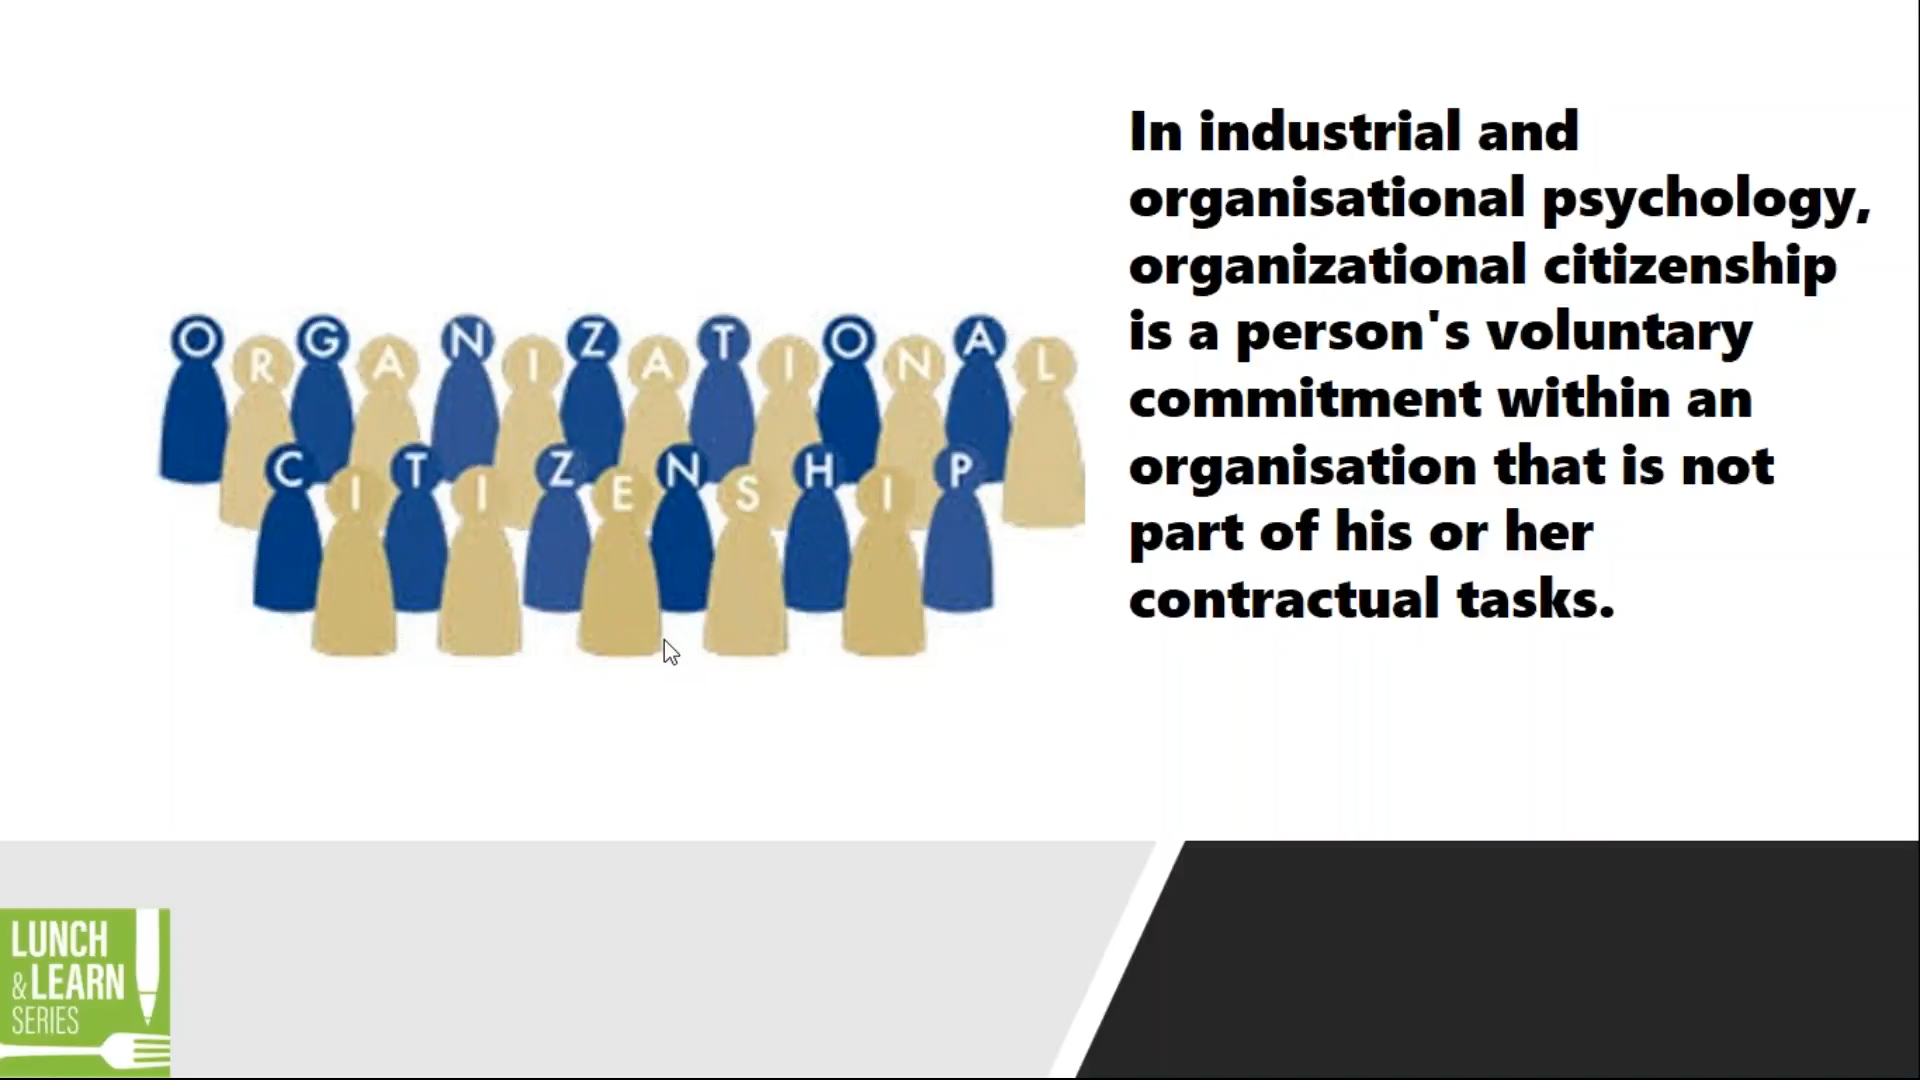 ORGANIZATIONAL
CITIZENSHIP
In industrial and
organisational psychology,
organizational citizenship
is a person's voluntary
commitment within an
organisation that is not
part of his or her
contractual tasks.
LUNCH
&LEARN
SERIES